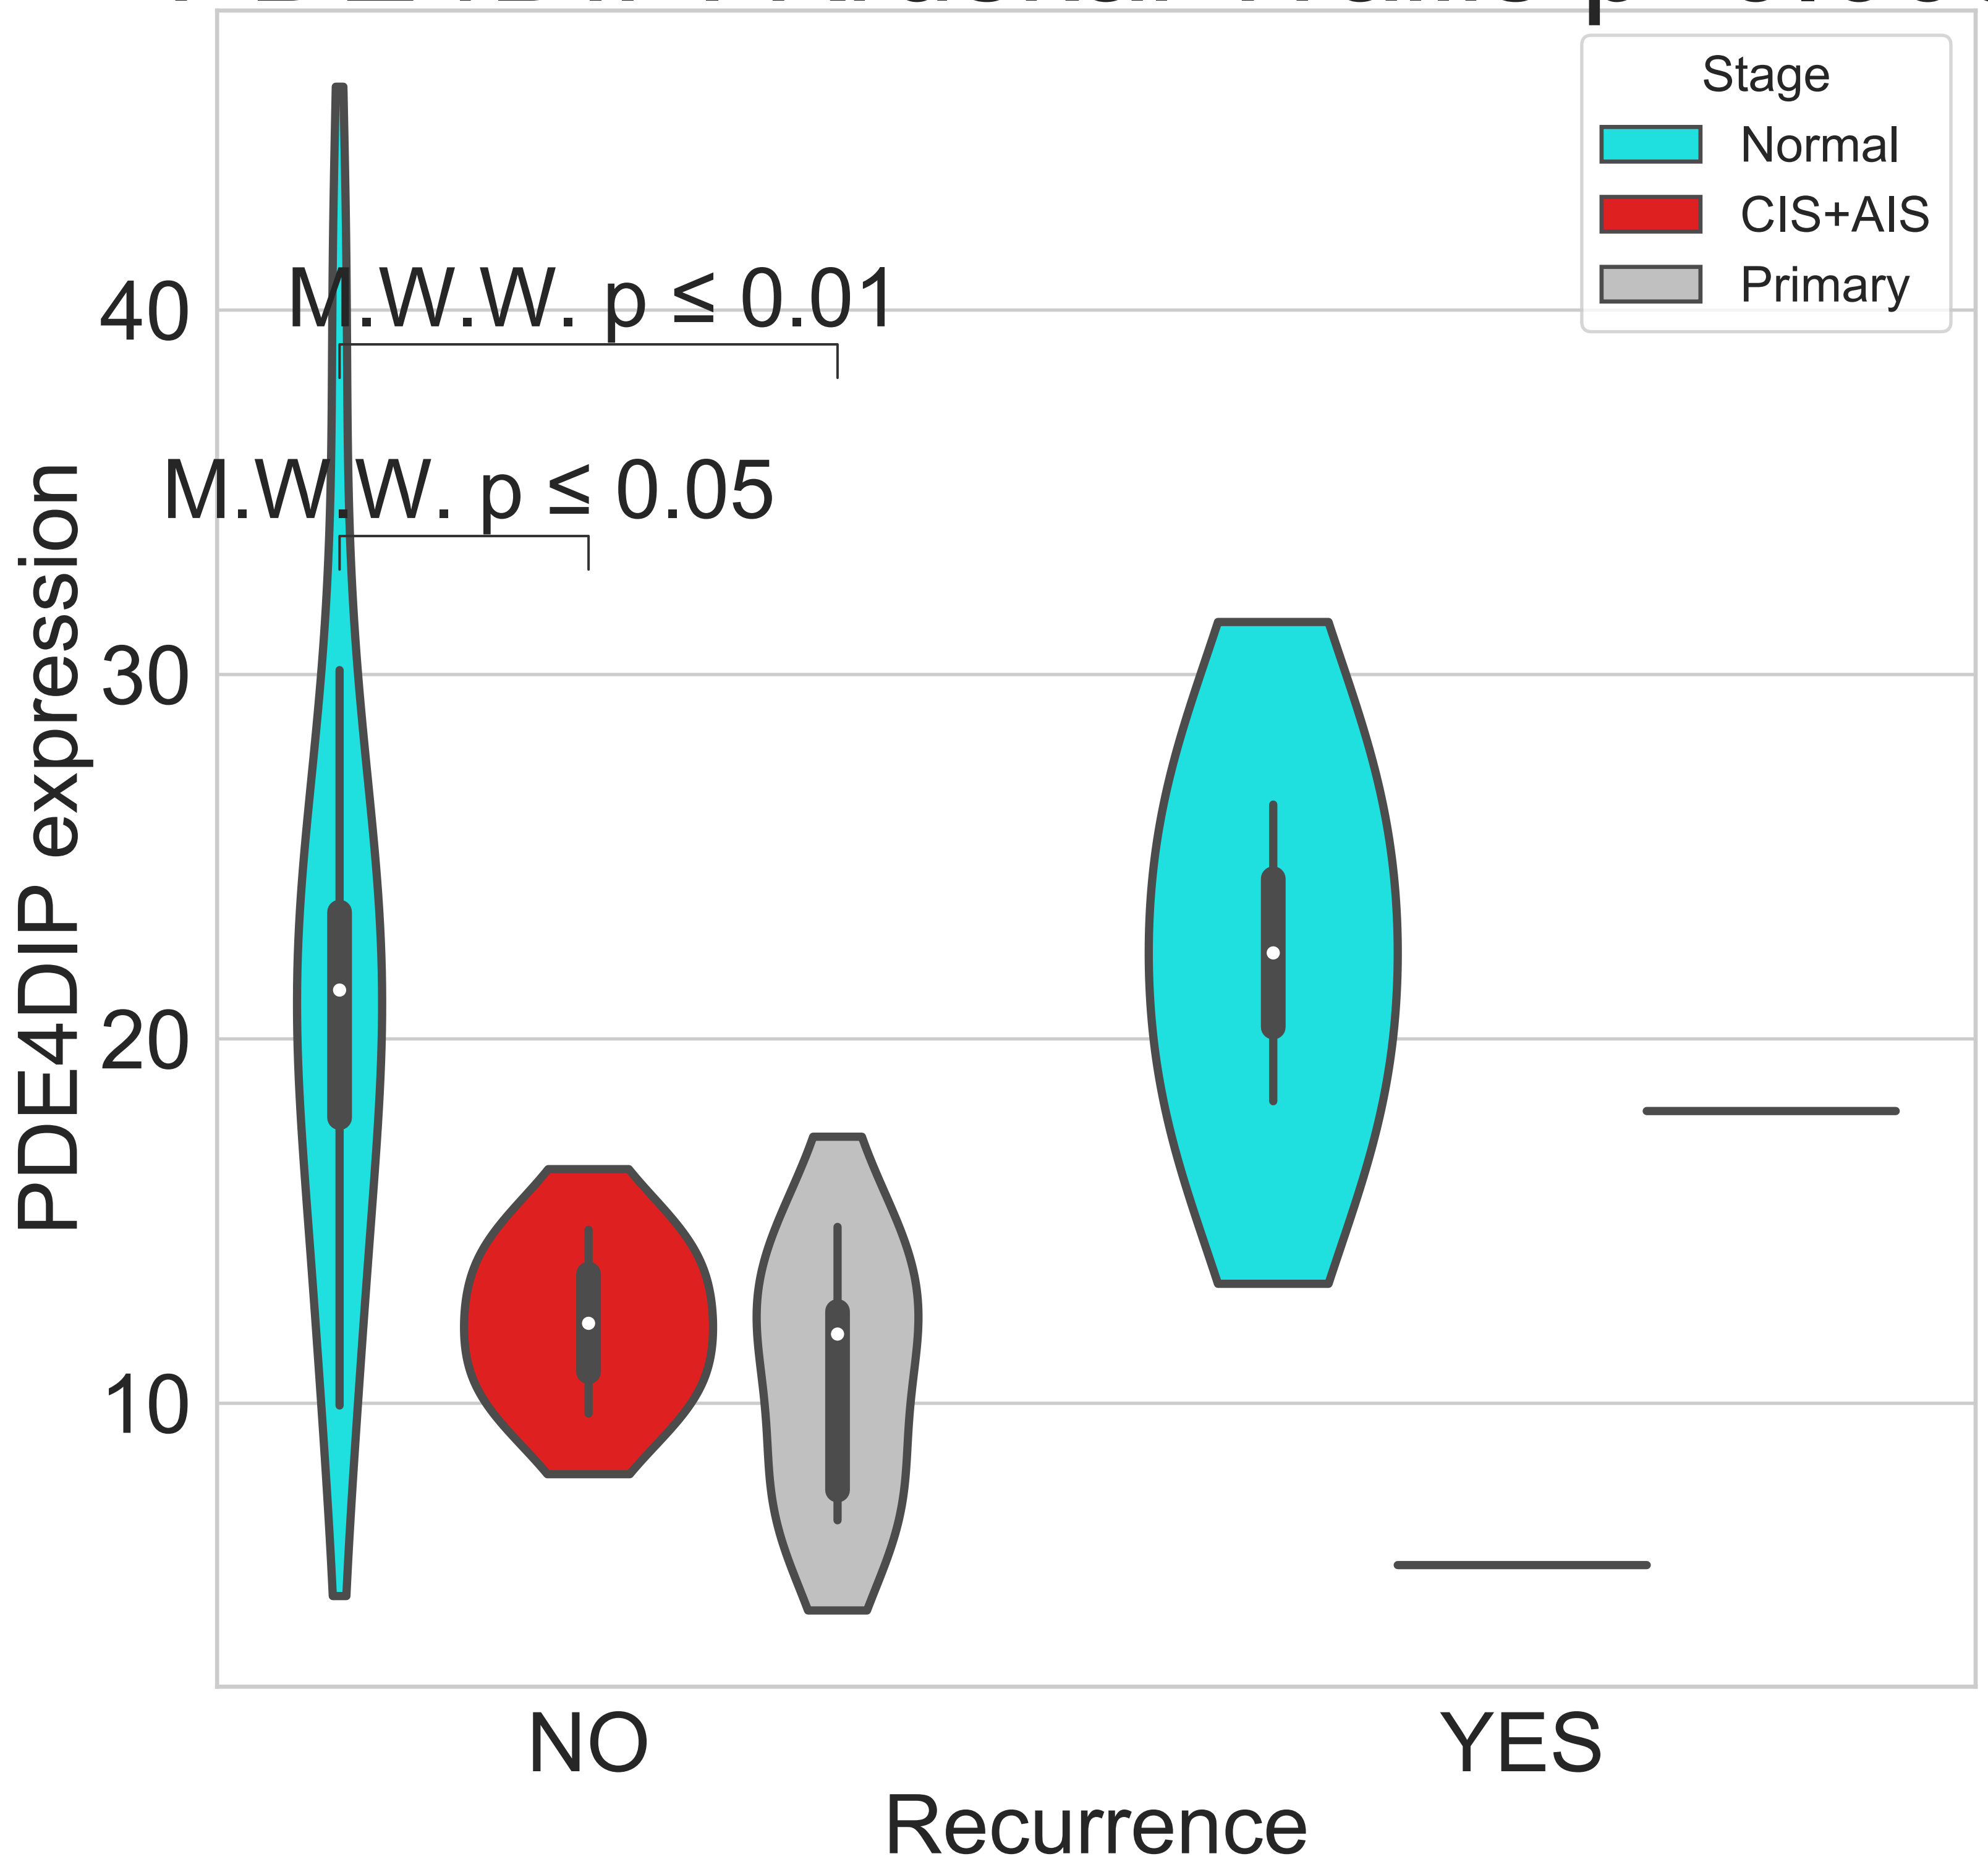 Stage
Normal
CIS+AIS
Primary
M.W.W. p ≤ 0.01
M.W.W. p ≤ 0.05
PDE4DIP expression
40
30
20
10
NO
YES
Recurrence